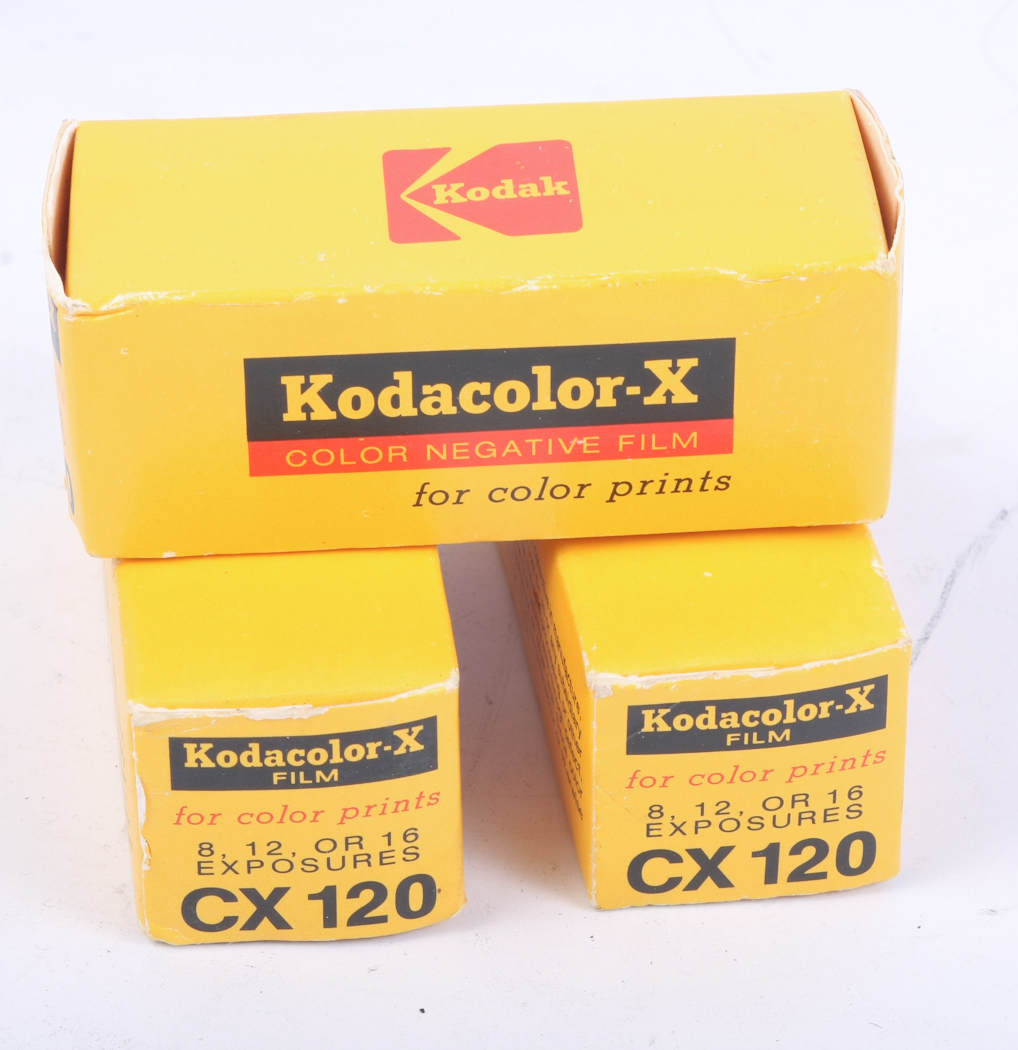 Kodak
Kodacolor-X
COLOR NEGATIVE FILM
for color prints
Kodacolor-X
FILM
for color prints
8, 12, OR 16
EXPOSURES
CX 120
Kodacolor-X
FILM
for color prints
8, 12, OR 16
EXPOSURES
CX 120